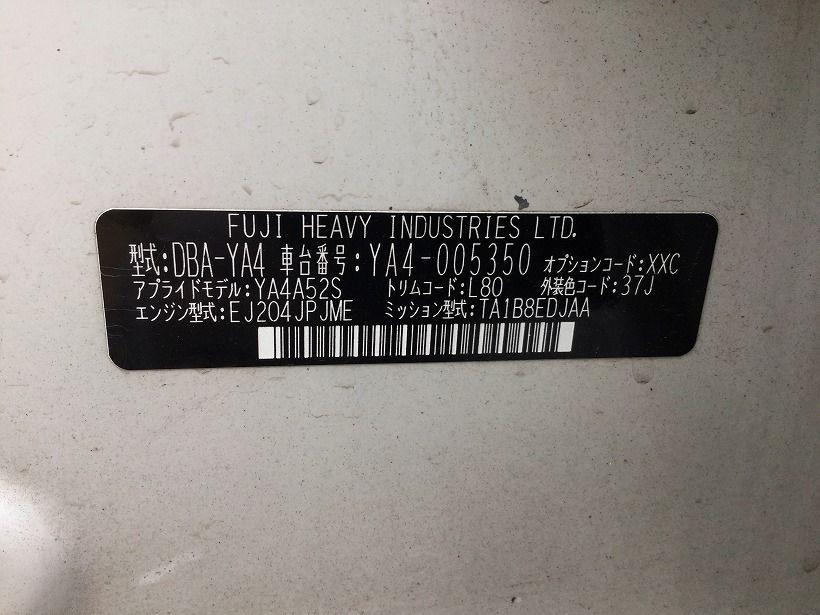 FUJI HEAVY INDUSTRIES LTD.
型式:DBA-YA4 車台番号:YA4-005350 オプションコード:XXC
アプライドモデル:YA4A52S トリムコード:L80 外装色コード:37J
エンジン型式:EJ204JPJME ミッション型式:TA1B8EDJAA